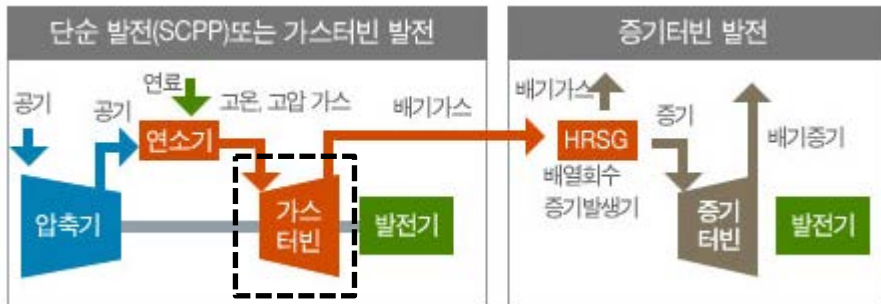 단순 발전(SCPP)또는 가스터빈 발전
공기
공기
연료
고온, 고압 가스
배기가스
연소기
압축기
가스
터빈
발전기
증기터빈 발전
배기가스
증기
HRSG
배기증기
배열회수
증기발생기
증기
터빈
발전기